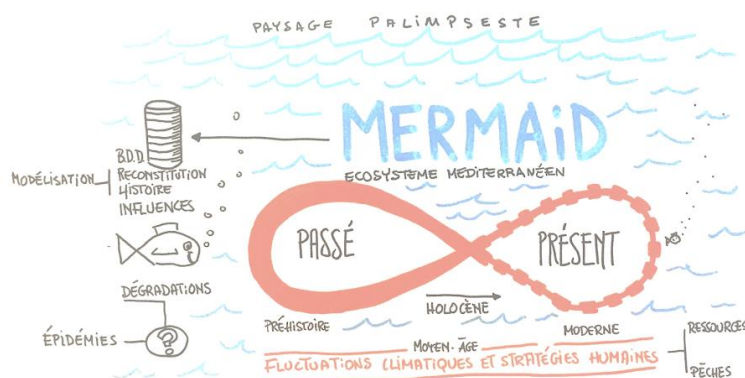 PAYSAGE PALIMPSESTE
MERMAID
ECOSYSTEME MÉDITERRANÉEN
B.D.D.
MODÉLISATION
RECONSTITUTION
HISTOIRE
INFLUENCES
PASSÉ
PRÉSENT
DÉGRADATIONS
HOLOCÈNE
ÉPIDÉMIES
?
PRÉHISTOIRE
MOYEN-ÂGE
MODERNE
FLUCTUATIONS CLIMATIQUES ET STRATÉGIES HUMAINES
RESSOURCES
PÊCHES